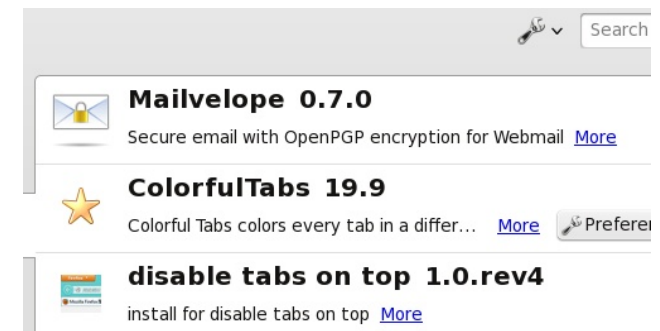 Search
Mailvelope 0.7.0
Secure email with OpenPGP encryption for Webmail More
ColorfulTabs 19.9
Colorful Tabs colors every tab in a differ... More Preferen
disable tabs on top 1.0.rev4
install for disable tabs on top More